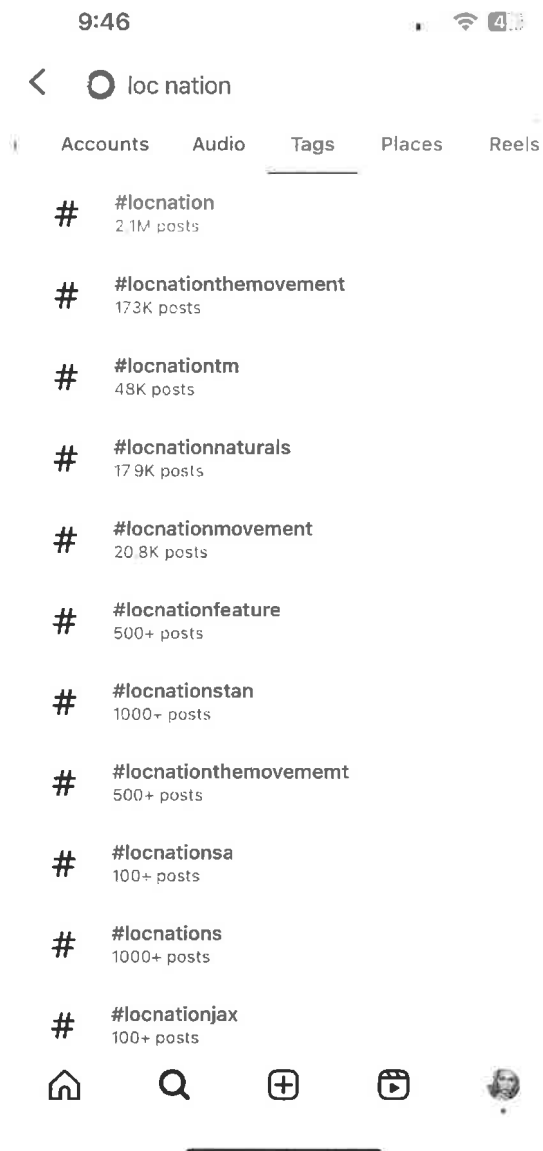 9:46
4
loc nation
Accounts Audio Tags Places Reels
#locnation
2.1M posts
#locnationthemovement
173K posts
#locnationtm
48K posts
#locnationnaturals
17.9K posts
#locnationmovement
20.8K posts
#locnationfeature
500+ posts
#locnationstan
1000+ posts
#locnationthemovememt
500+ posts
#locnationsa
100+ posts
#locnations
1000+ posts
#locnationjax
100+ posts